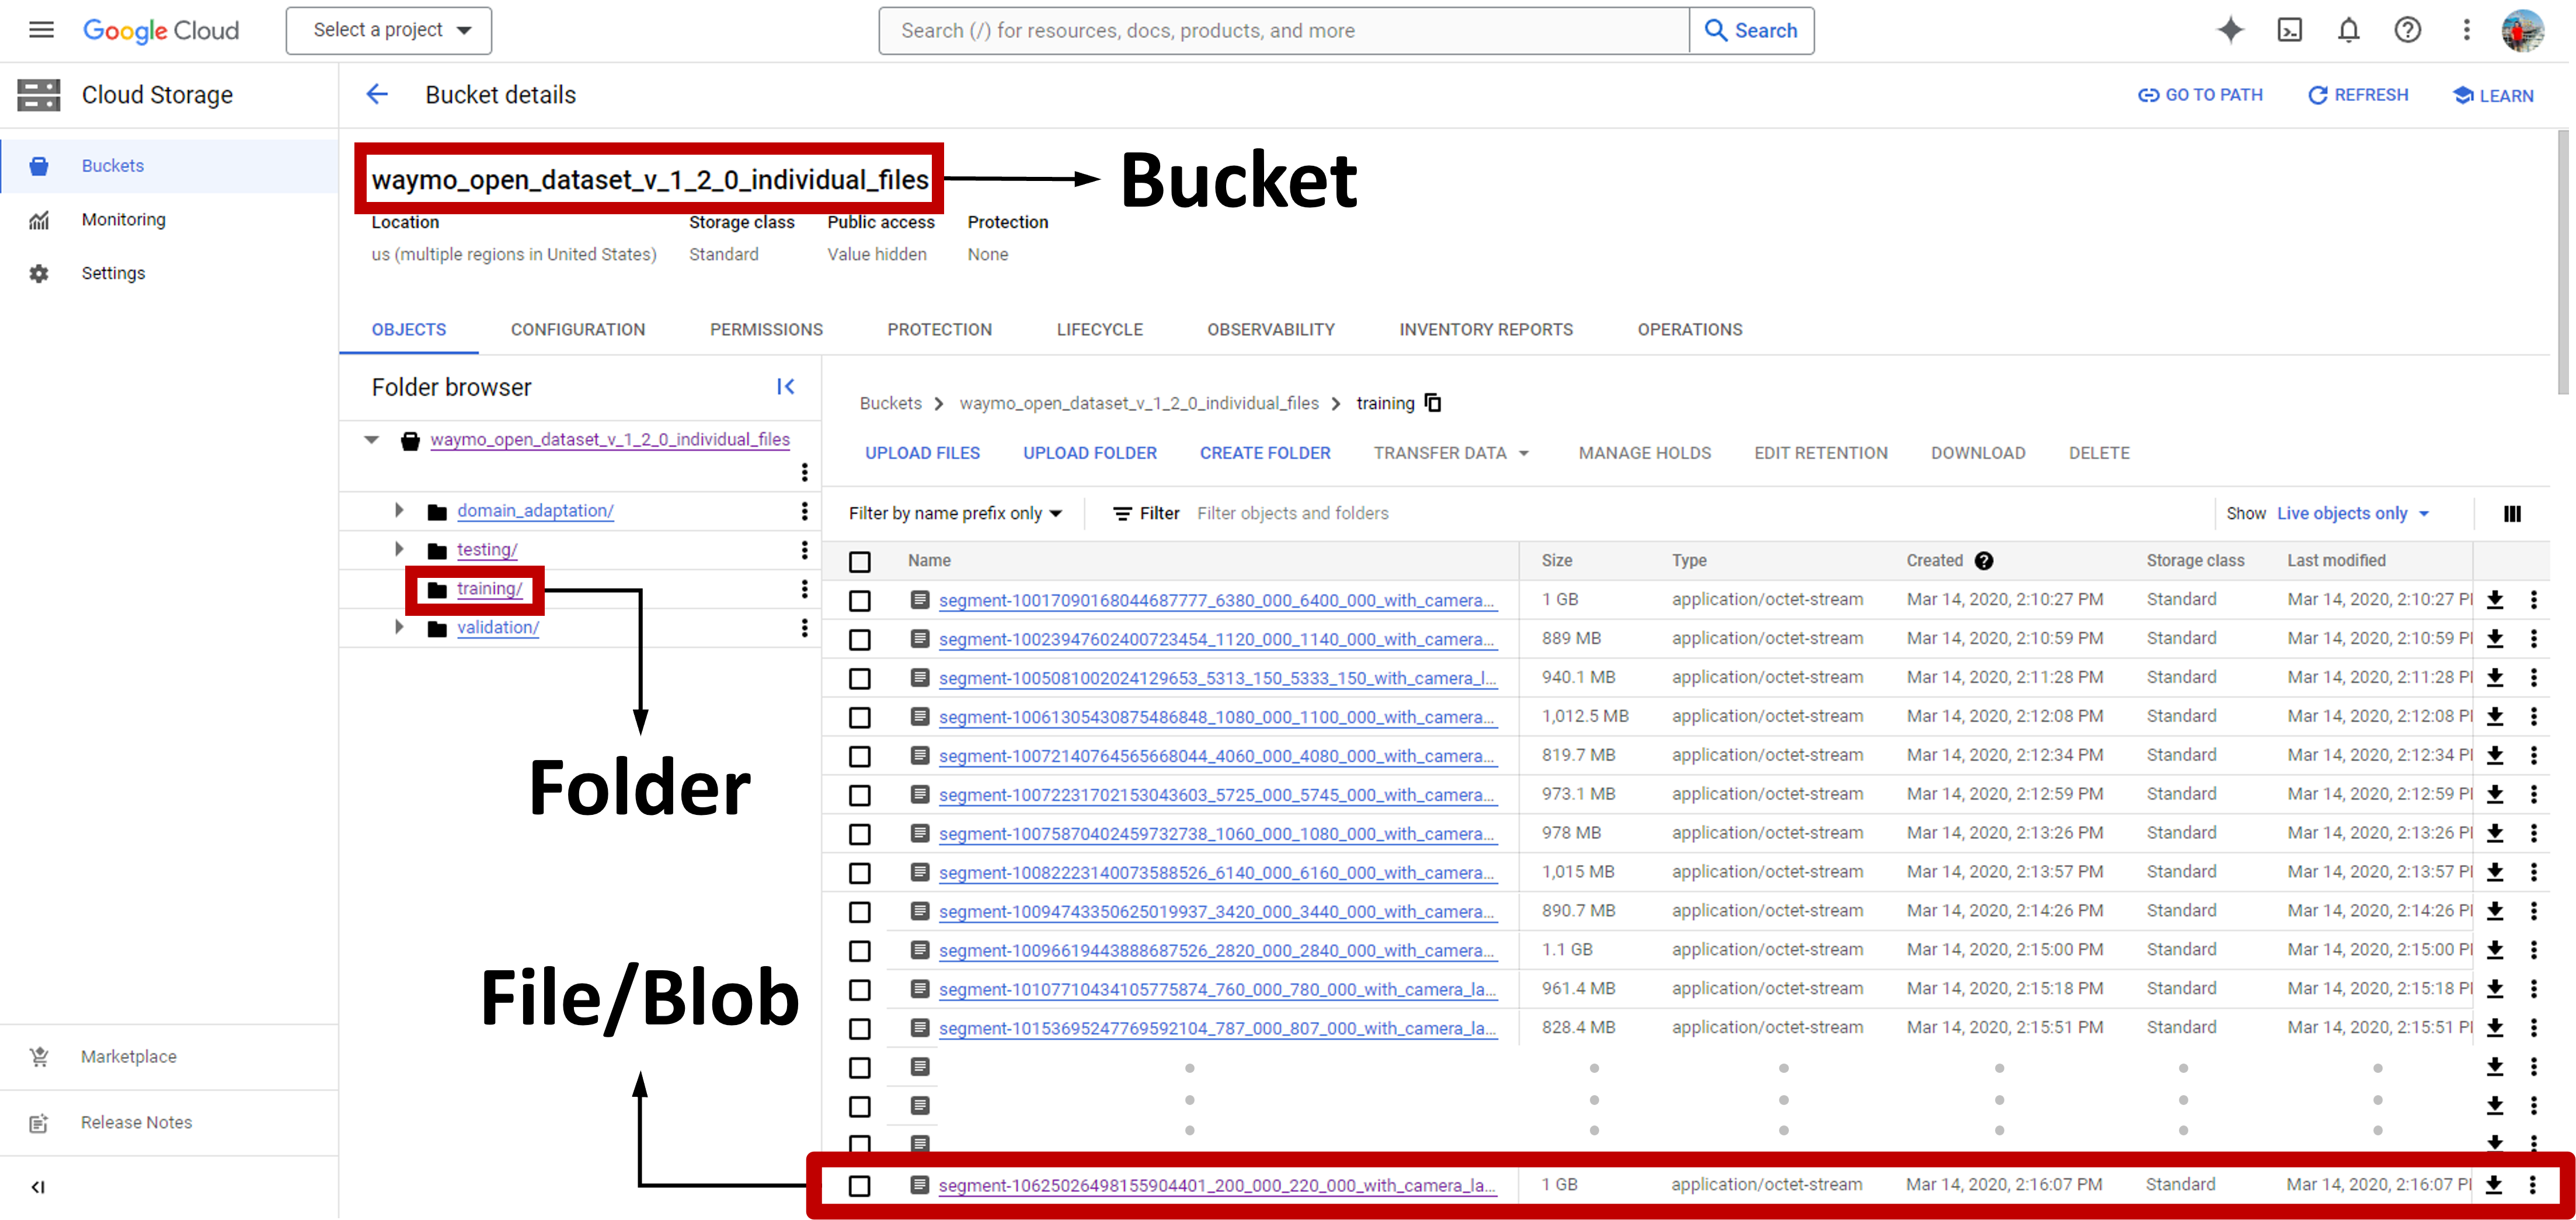 Google Cloud
Select a project
Search (/) for resources, docs, products, and more
Search
Cloud Storage
Bucket details
GO TO PATH
REFRESH
LEARN
Buckets
Monitoring
Settings
waymo_open_dataset_v_1_2_0_individual_files
Bucket
Location Storage class Public access Protection
us (multiple regions in United States) Standard Value hidden None
OBJECTS CONFIGURATION PERMISSIONS PROTECTION LIFECYCLE OBSERVABILITY INVENTORY REPORTS OPERATIONS
Folder browser
waymo_open_dataset_v_1_2_0_individual_files
domain_adaptation/
testing/
training/
validation/
Folder
File/Blob
Buckets > waymo_open_dataset_v_1_2_0_individual_files > training
UPLOAD FILES UPLOAD FOLDER CREATE FOLDER TRANSFER DATA MANAGE HOLDS EDIT RETENTION DOWNLOAD DELETE
Filter by name prefix only Filter Filter objects and folders Show Live objects only
Name Size Type Created Storage class Last modified
segment-10017090168044687777_6380_000_6400_000_with_camera... 1 GB application/octet-stream Mar 14, 2020, 2:10:27 PM Standard Mar 14, 2020, 2:10:27 P
segment-10023947602400723454_1120_000_1140_000_with_camera... 889 MB application/octet-stream Mar 14, 2020, 2:10:59 PM Standard Mar 14, 2020, 2:10:59 P
segment-1005081002024129653_5313_150_5333_150_with_camera_l... 940.1 MB application/octet-stream Mar 14, 2020, 2:11:28 PM Standard Mar 14, 2020, 2:11:28 P
segment-10061305430875486848_1080_000_1100_000_with_camera... 1,012.5 MB application/octet-stream Mar 14, 2020, 2:12:08 PM Standard Mar 14, 2020, 2:12:08 P
segment-10072140764565668044_4060_000_4080_000_with_camera... 819.7 MB application/octet-stream Mar 14, 2020, 2:12:34 PM Standard Mar 14, 2020, 2:12:34 P
segment-10072231702153043603_5725_000_5745_000_with_camera... 973.1 MB application/octet-stream Mar 14, 2020, 2:12:59 PM Standard Mar 14, 2020, 2:12:59 P
segment-10075870402459732738_1060_000_1080_000_with_camera... 978 MB application/octet-stream Mar 14, 2020, 2:13:26 PM Standard Mar 14, 2020, 2:13:26 P
segment-10082223140073588526_6140_000_6160_000_with_camera... 1,015 MB application/octet-stream Mar 14, 2020, 2:13:57 PM Standard Mar 14, 2020, 2:13:57 P
segment-10094743350625019937_3420_000_3440_000_with_camera... 890.7 MB application/octet-stream Mar 14, 2020, 2:14:26 PM Standard Mar 14, 2020, 2:14:26 P
segment-10096619443888687526_2820_000_2840_000_with_camera... 1.1 GB application/octet-stream Mar 14, 2020, 2:15:00 PM Standard Mar 14, 2020, 2:15:00 P
segment-10107710434105775874_760_000_780_000_with_camera_la... 961.4 MB application/octet-stream Mar 14, 2020, 2:15:18 PM Standard Mar 14, 2020, 2:15:18 P
segment-10153695247769592104_787_000_807_000_with_camera_la... 828.4 MB application/octet-stream Mar 14, 2020, 2:15:51 PM Standard Mar 14, 2020, 2:15:51 P
segment-10625026498155904401_200_000_220_000_with_camera_la... 1 GB application/octet-stream Mar 14, 2020, 2:16:07 PM Standard Mar 14, 2020, 2:16:07 P
Marketplace
Release Notes